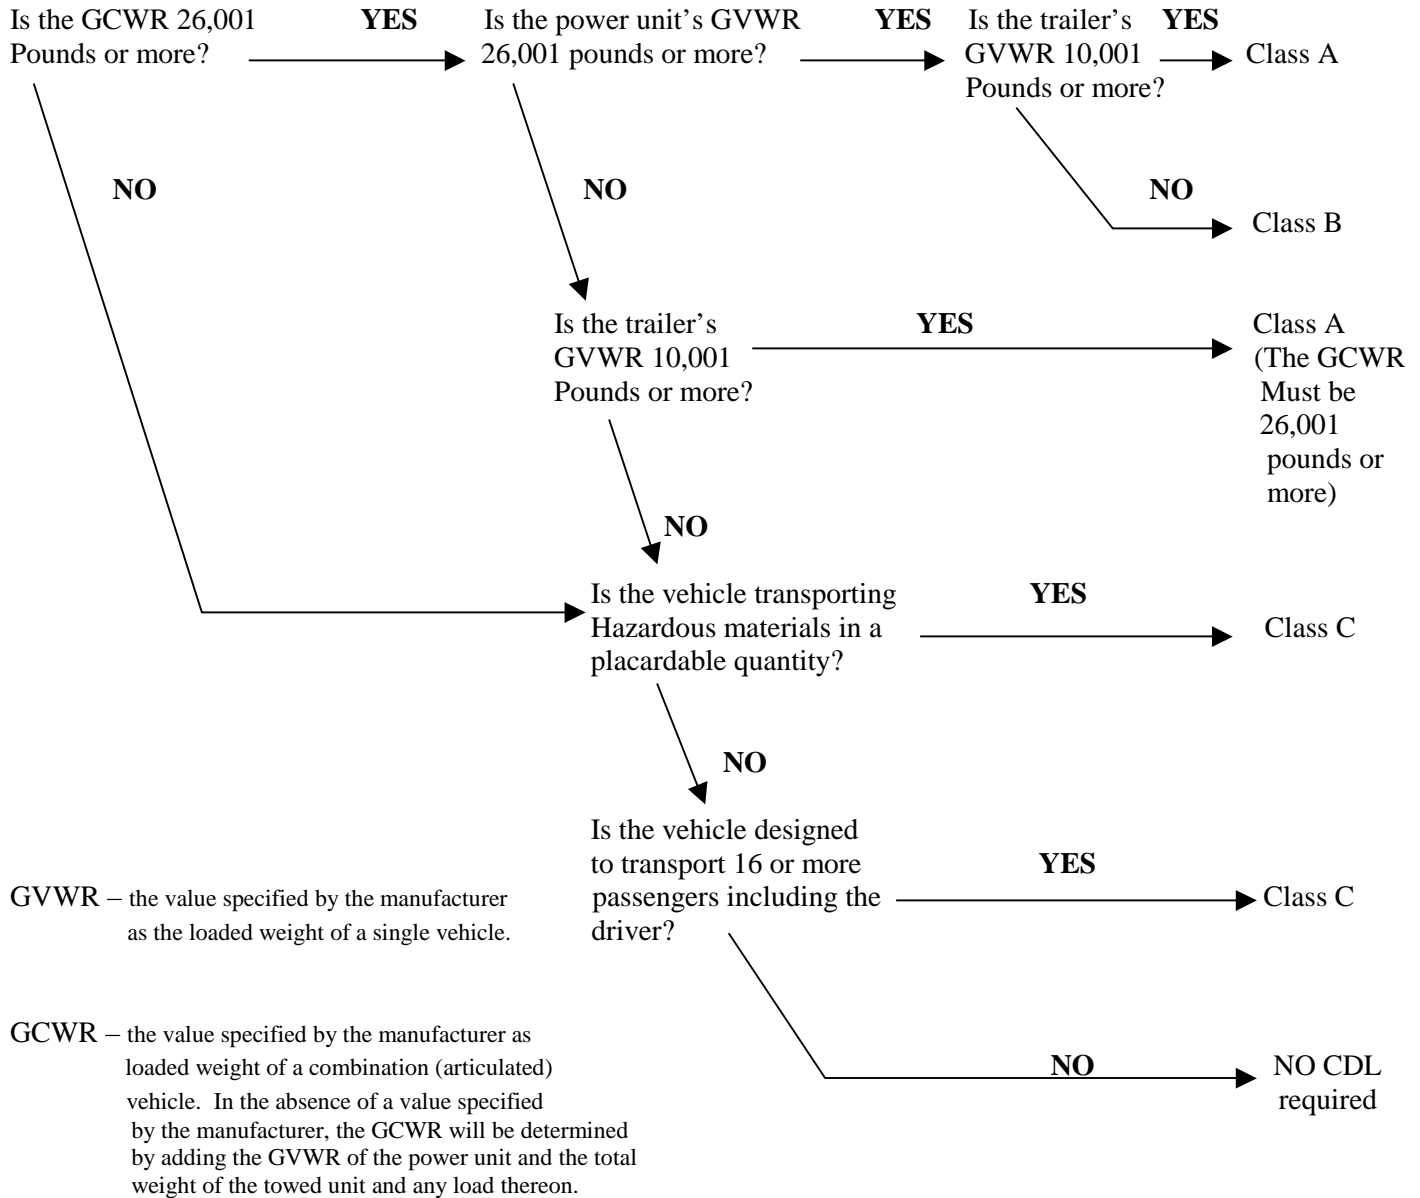 Is the GCWR 26,001
Pounds or more?
YES
Is the power unit’s GVWR
26,001 pounds or more?
YES
Is the trailer’s
GVWR 10,001
Pounds or more?
YES
Class A
NO
NO
NO
Class B
Is the trailer’s
GVWR 10,001
Pounds or more?
YES
Class A
(The GCWR
Must be
26,001
pounds or
more)
NO
Is the vehicle transporting
Hazardous materials in a
placardable quantity?
YES
Class C
NO
Is the vehicle designed
to transport 16 or more
passengers including the
driver?
YES
Class C
NO
NO CDL
required
GVWR – the value specified by the manufacturer
as the loaded weight of a single vehicle.
GCWR – the value specified by the manufacturer as
loaded weight of a combination (articulated)
vehicle. In the absence of a value specified
by the manufacturer, the GCWR will be determined
by adding the GVWR of the power unit and the total
weight of the towed unit and any load thereon.